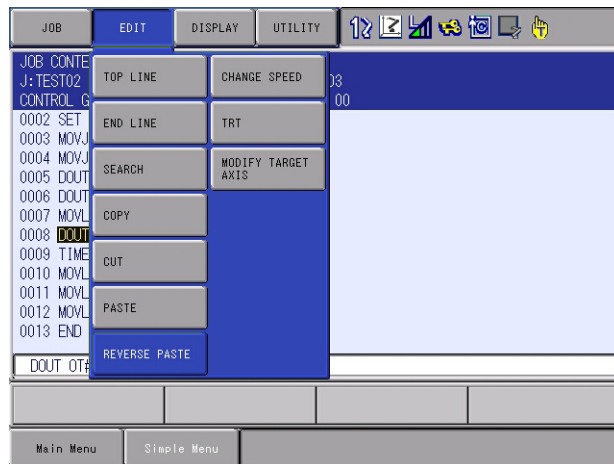 JOB EDIT DISPLAY UTILITY
JOB CONTE
J:TEST02 03
CONTROL G 00
0002 SET
0003 MOVJ
0004 MOVJ
0005 DOUT
0006 DOUT
0007 MOVL
0008 DOUT
0009 TIME
0010 MOVL
0011 MOVL
0012 MOVL
0013 END
TOP LINE
END LINE
SEARCH
COPY
CUT
PASTE
REVERSE PASTE
CHANGE SPEED
TRT
MODIFY TARGET
AXIS
DOUT OT#
Main Menu Simple Menu